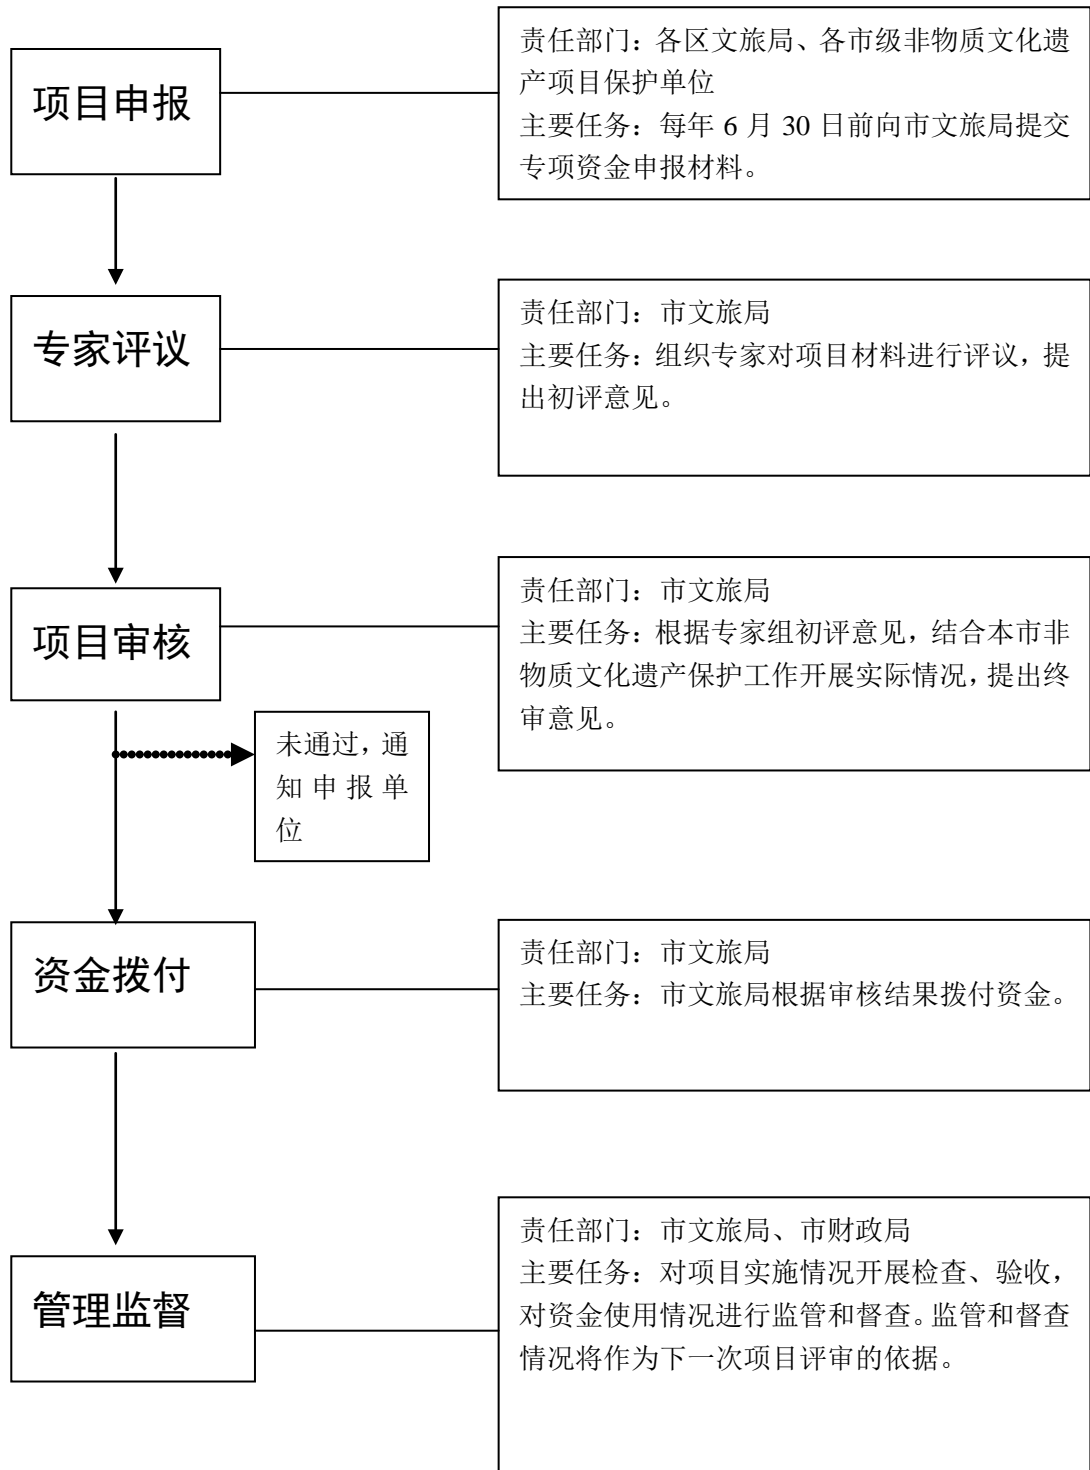 项目申报
责任部门：各区文旅局、各市级非物质文化遗
产项目保护单位
主要任务：每年 6 月 30 日前向市文旅局提交
专项资金申报材料。
专家评议
责任部门：市文旅局
主要任务：组织专家对项目材料进行评议，提
出初评意见。
项目审核
责任部门：市文旅局
主要任务：根据专家组初评意见，结合本市非
物质文化遗产保护工作开展实际情况，提出终
审意见。
未通过，通
知申报单
位
资金拨付
责任部门：市文旅局
主要任务：市文旅局根据审核结果拨付资金。
管理监督
责任部门：市文旅局、市财政局
主要任务：对项目实施情况开展检查、验收，
对资金使用情况进行监管和督查。监管和督查
情况将作为下一次项目评审的依据。